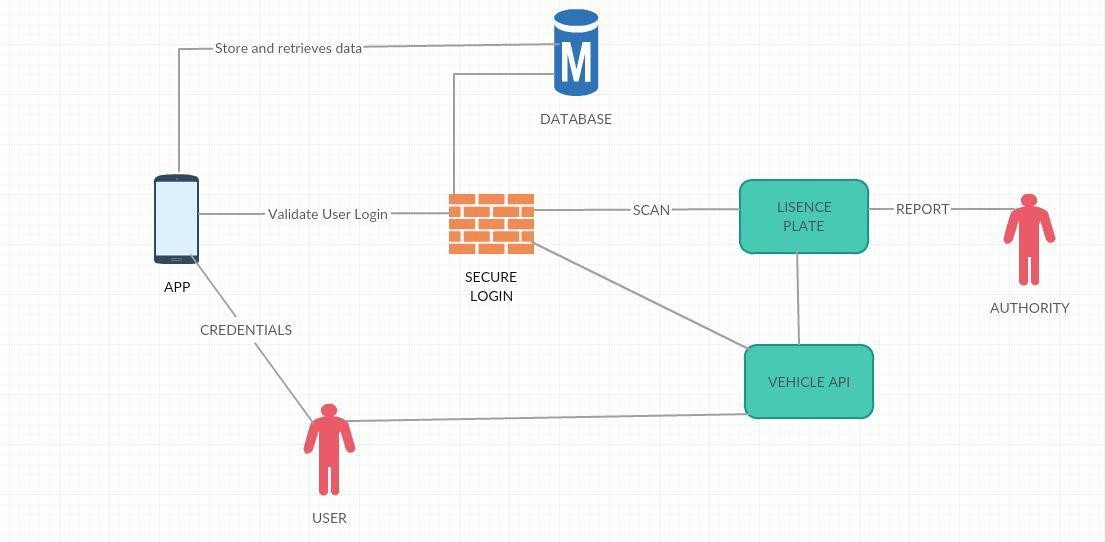 Store and retrieves data
M
DATABASE
Validate User Login
SCAN
LISENCE
PLATE
REPORT
APP
SECURE
LOGIN
AUTHORITY
CREDENTIALS
VEHICLE API
USER